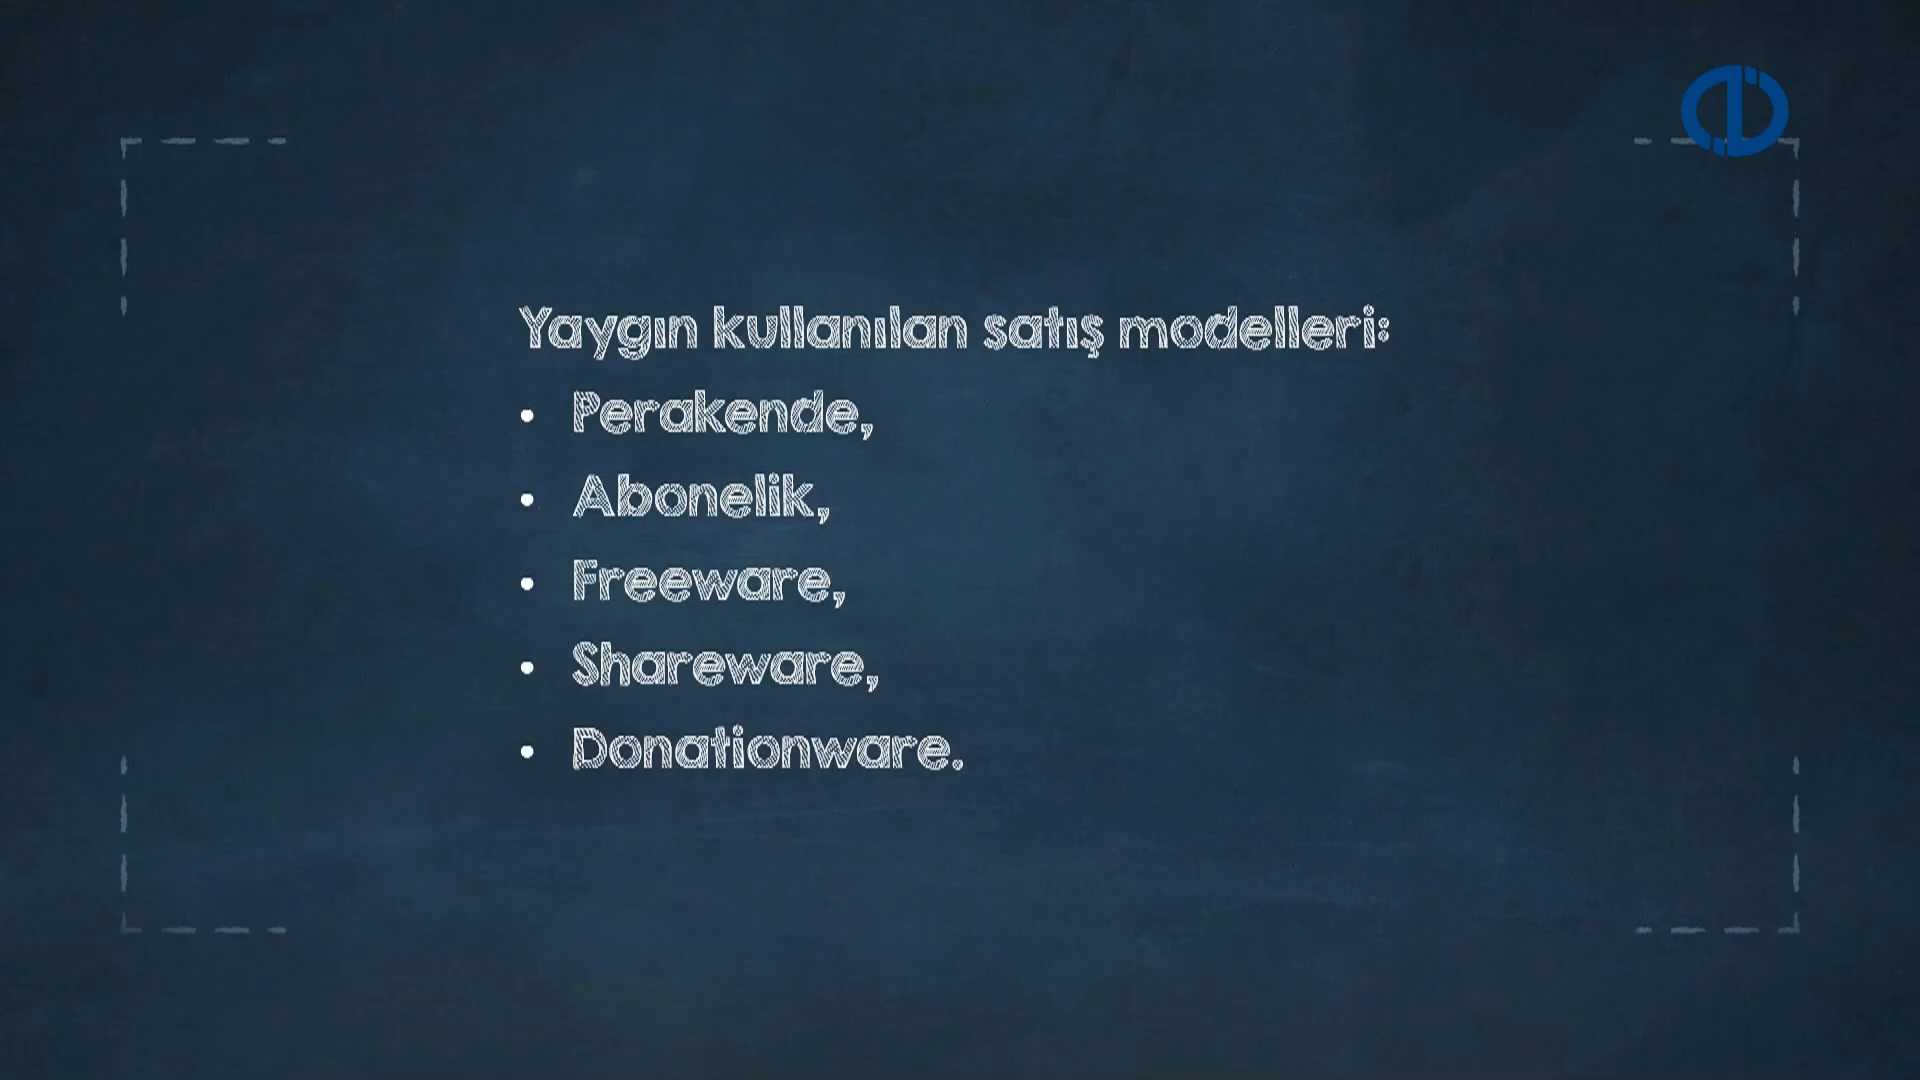 Yaygın kullanılan satış modelleri:
• Perakende,
• Abonelik,
• Freeware,
• Shareware,
• Donationware.